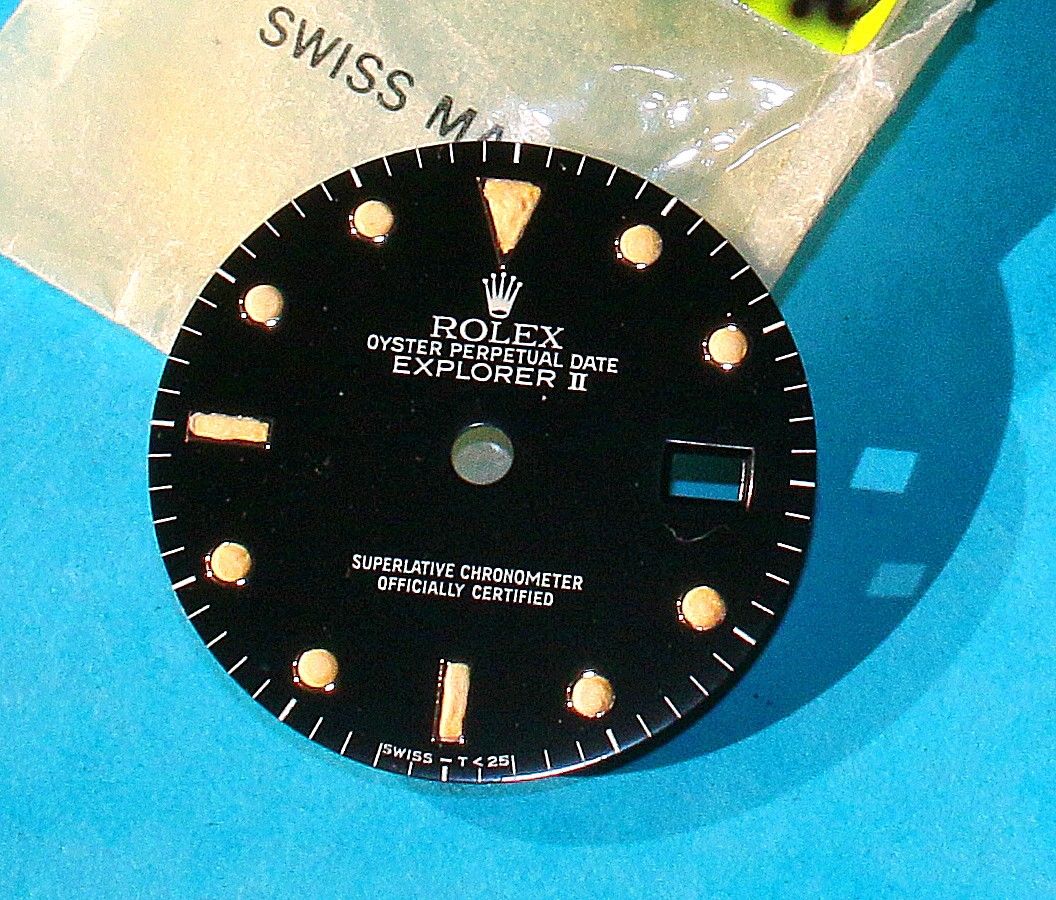 SWISS MA
ROLEX
OYSTER PERPETUAL DATE
EXPLORER II
SUPERLATIVE CHRONOMETER
OFFICIALLY CERTIFIED
SWISS – T < 25